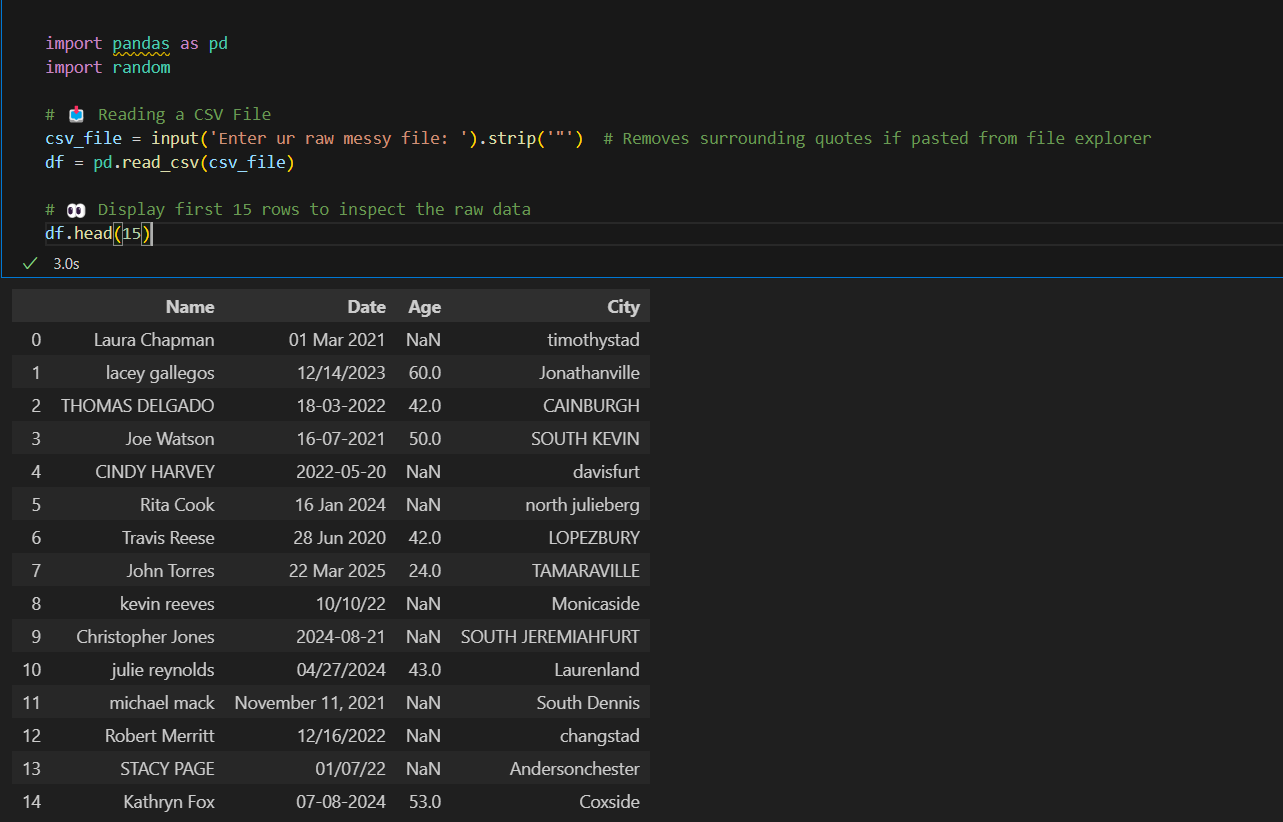 import pandas as pd
import random
# 📥 Reading a CSV File
csv_file = input('Enter ur raw messy file: ').strip('"')  # Removes surrounding quotes if pasted from file explorer
df = pd.read_csv(csv_file)
# 👀 Display first 15 rows to inspect the raw data
df.head(15)
✓ 3.0s
Name Date Age City
0 Laura Chapman 01 Mar 2021 NaN timothystad
1 lacey gallegos 12/14/2023 60.0 Jonathanville
2 THOMAS DELGADO 18-03-2022 42.0 CAINBURGH
3 Joe Watson 16-07-2021 50.0 SOUTH KEVIN
4 CINDY HARVEY 2022-05-20 NaN davisfurt
5 Rita Cook 16 Jan 2024 NaN north julieberg
6 Travis Reese 28 Jun 2020 42.0 LOPEZBURY
7 John Torres 22 Mar 2025 24.0 TAMARAVILLE
8 kevin reeves 10/10/22 NaN Monicaside
9 Christopher Jones 2024-08-21 NaN SOUTH JEREMIAHFURT
10 julie reynolds 04/27/2024 43.0 Laurenland
11 michael mack November 11, 2021 NaN South Dennis
12 Robert Merritt 12/16/2022 NaN changstad
13 STACY PAGE 01/07/22 NaN Andersonchester
14 Kathryn Fox 07-08-2024 53.0 Coxside